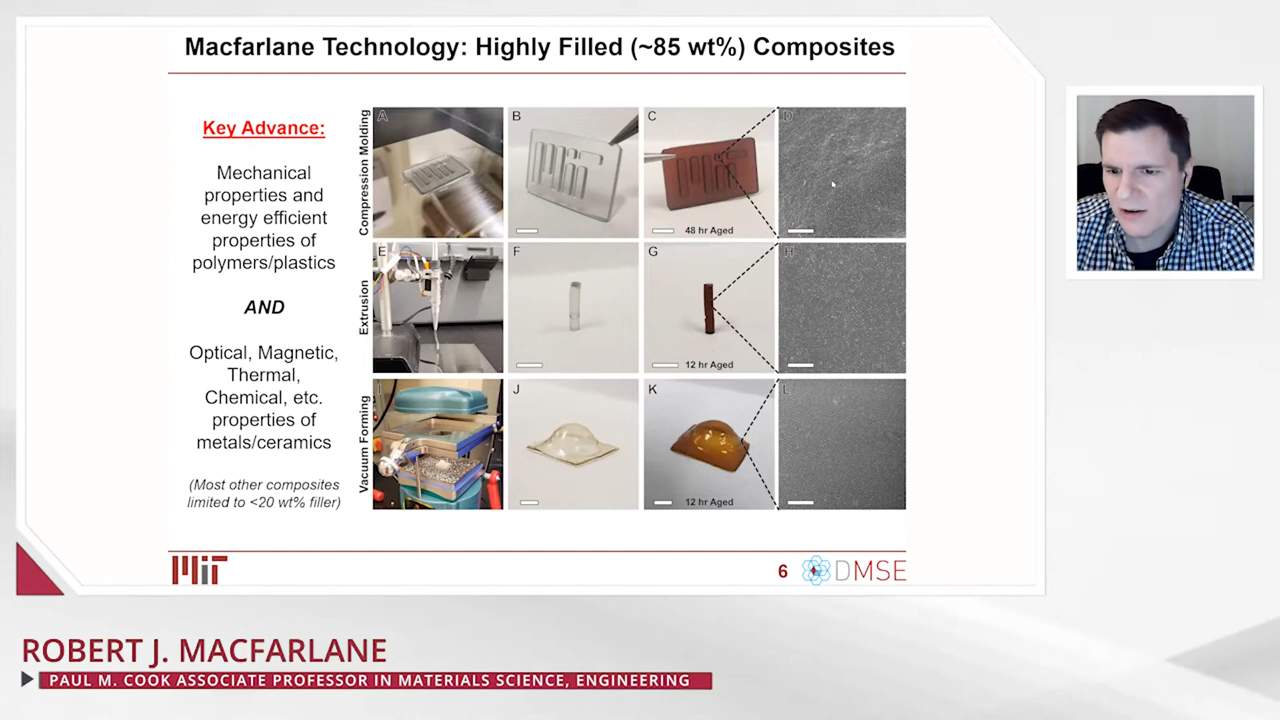 Macfarlane Technology: Highly Filled (~85 wt%) Composites
Key Advance:
Mechanical
properties and
energy efficient
properties of
polymers/plastics
AND
Optical, Magnetic,
Thermal,
Chemical, etc.
properties of
metals/ceramics
(Most other composites
limited to <20 wt% filler)
Compression Molding
A
B
C
48 hr Aged
D
Extrusion
E
F
G
12 hr Aged
H
Vacuum Forming
I
J
K
12 hr Aged
L
MIT
6
DMSE
ROBERT J. MACFARLANE
PAUL M. COOK ASSOCIATE PROFESSOR IN MATERIALS SCIENCE, ENGINEERING